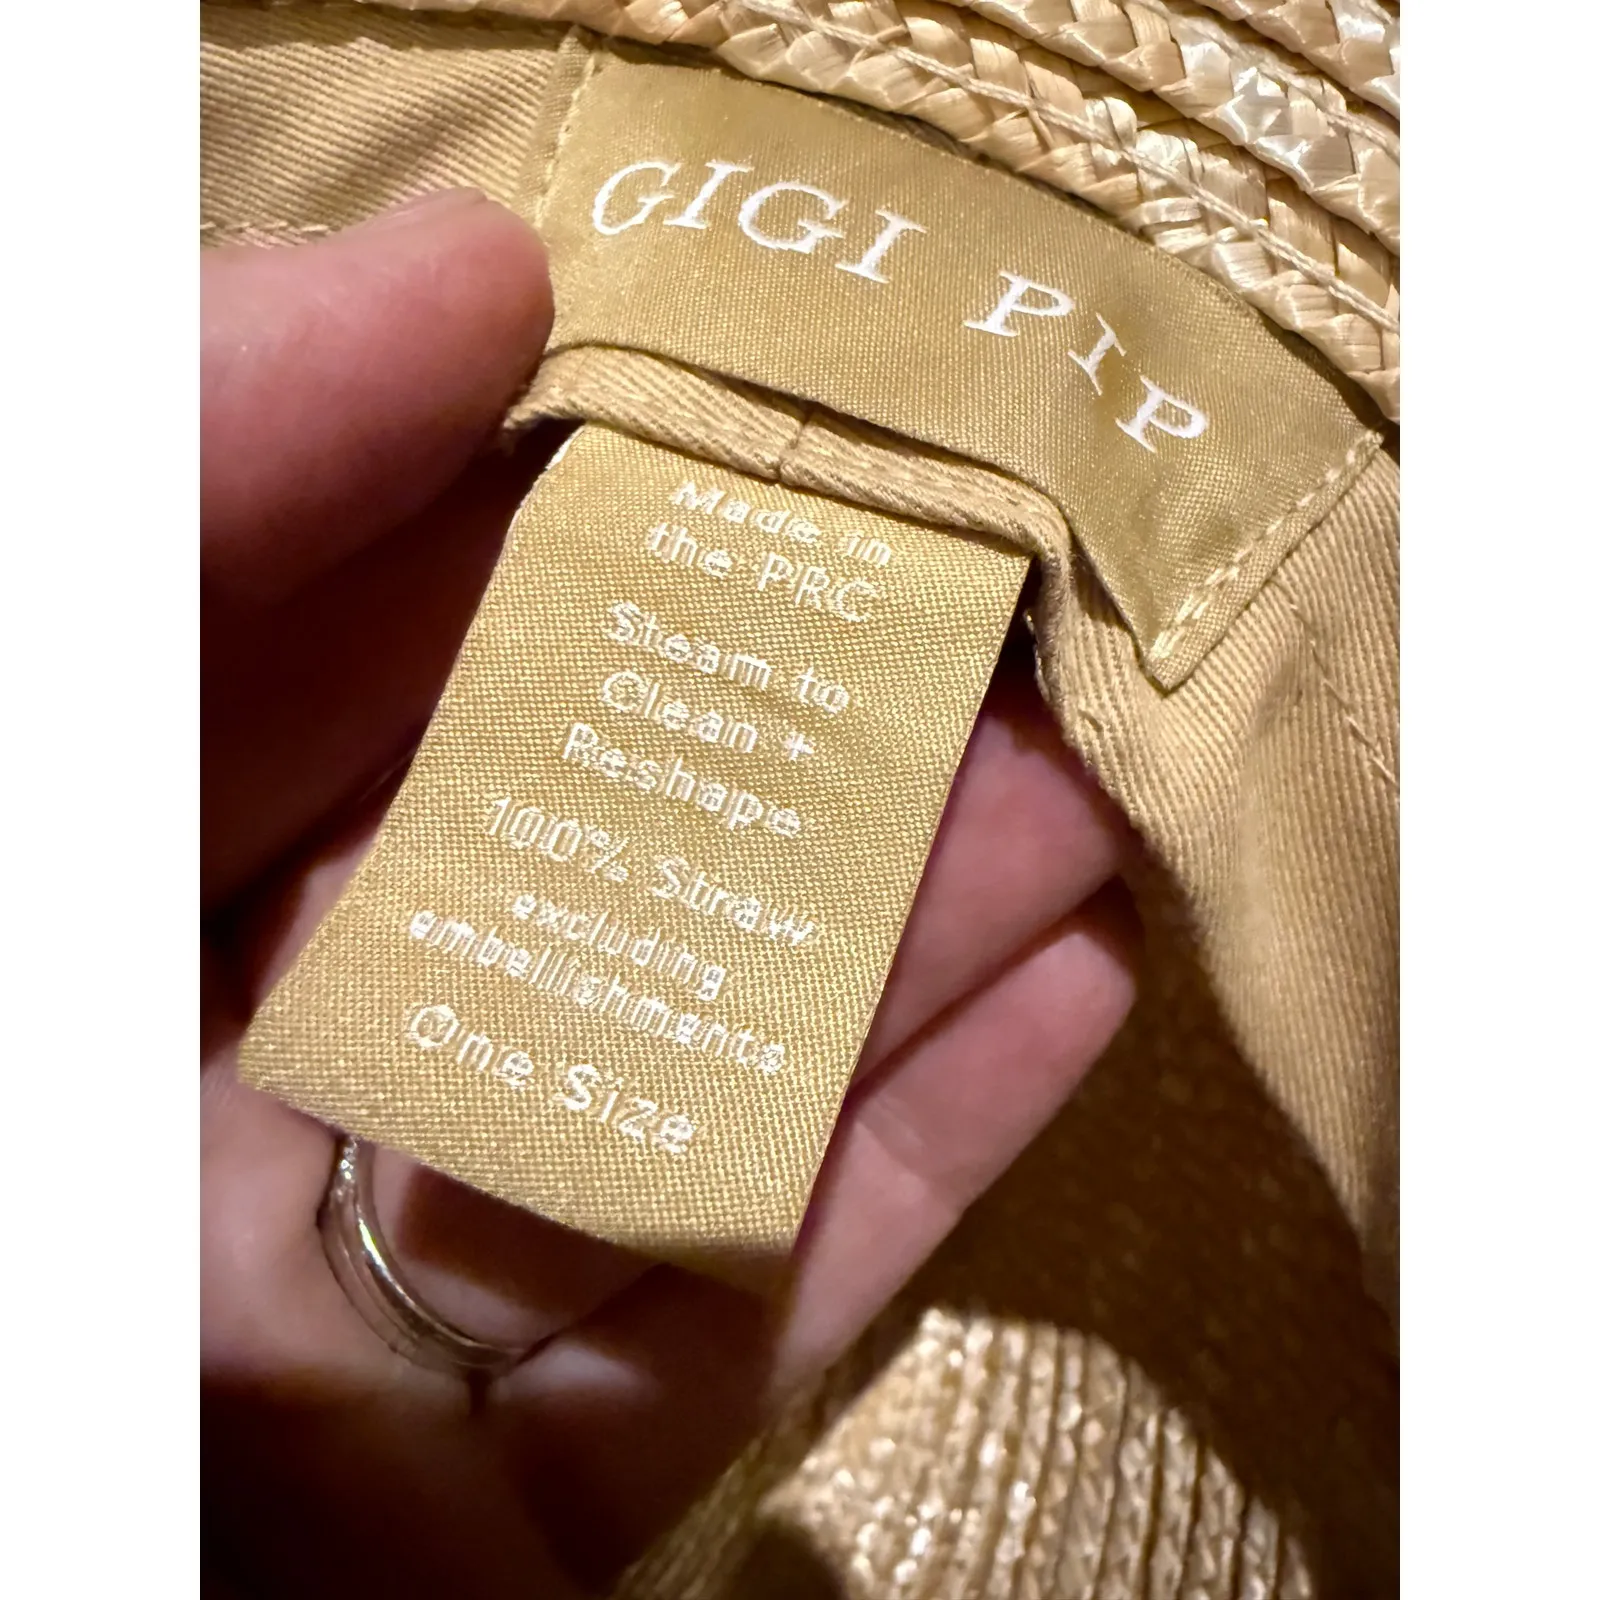 GIGI PIP
Made in
the PRC
Steam to
Clean +
Reshape
100% Straw
excluding
embellishments
One Size